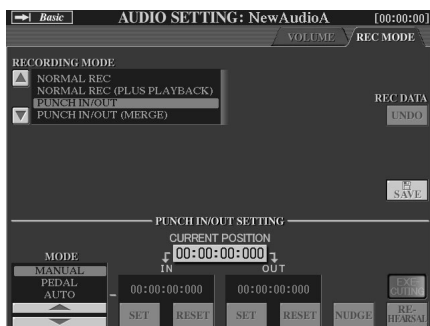 Basic AUDIO SETTING: NewAudioA [00:00:00]
VOLUME REC MODE
RECORDING MODE
NORMAL REC
NORMAL REC (PLUS PLAYBACK)
PUNCH IN/OUT
PUNCH IN/OUT (MERGE)
REC DATA
UNDO
SAVE
PUNCH IN/OUT SETTING
CURRENT POSITION
00:00:00:000
IN OUT
MODE
MANUAL
PEDAL
AUTO
00:00:00:000 00:00:00:000
SET RESET SET RESET NUDGE
EXE-
CUTING
RE-
HEARSAL